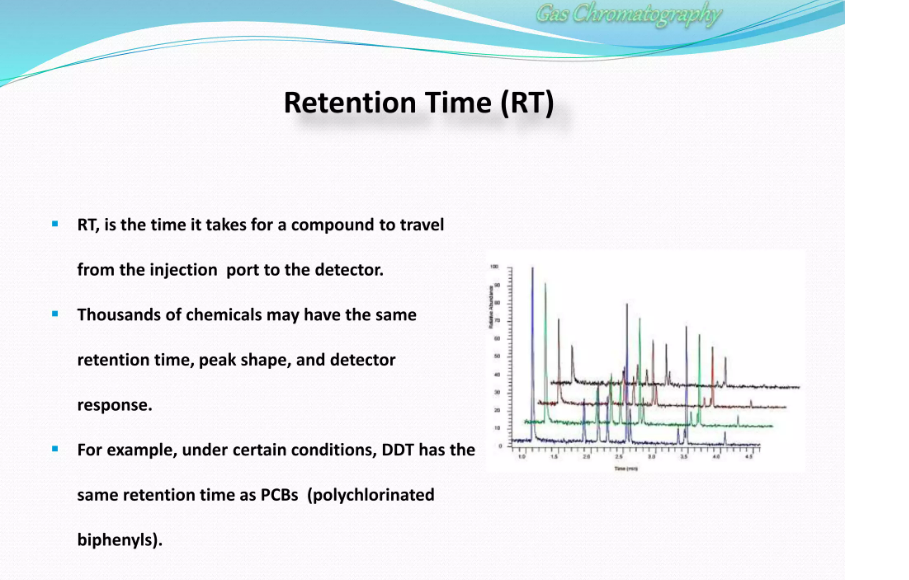 Gas Chromatography
Retention Time (RT)
RT, is the time it takes for a compound to travel
from the injection port to the detector.
Thousands of chemicals may have the same
retention time, peak shape, and detector
response.
For example, under certain conditions, DDT has the
same retention time as PCBs (polychlorinated
biphenyls).
100
90
80
70
60
50
40
30
20
10
0
Relative Abundance
1.0 1.5 2.0 2.5 3.0 3.5 4.0 4.5
Time (min)